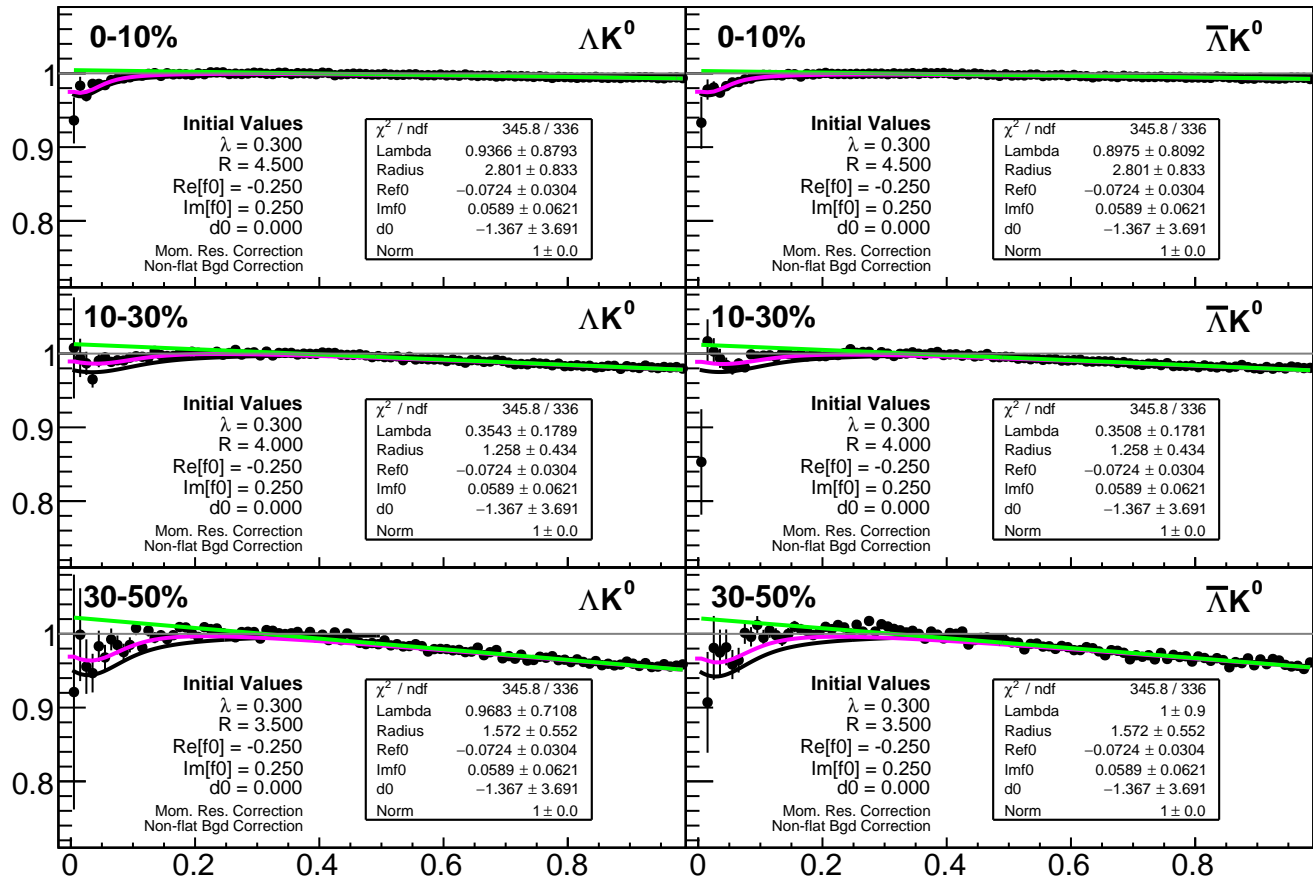 0-10%
ΛK⁰
1
0.9
0.8
Initial Values
λ = 0.300
R = 4.500
Re[f0] = -0.250
Im[f0] = 0.250
d0 = 0.000
Mom. Res. Correction
Non-flat Bgd Correction
χ² / ndf 345.8 / 336
Lambda 0.9366 ± 0.8793
Radius 2.801 ± 0.833
Ref0 −0.0724 ± 0.0304
Imf0 0.0589 ± 0.0621
d0 −1.367 ± 3.691
Norm 1 ± 0.0
0-10%
Λ̅K⁰
Initial Values
λ = 0.300
R = 4.500
Re[f0] = -0.250
Im[f0] = 0.250
d0 = 0.000
Mom. Res. Correction
Non-flat Bgd Correction
χ² / ndf 345.8 / 336
Lambda 0.8975 ± 0.8092
Radius 2.801 ± 0.833
Ref0 −0.0724 ± 0.0304
Imf0 0.0589 ± 0.0621
d0 −1.367 ± 3.691
Norm 1 ± 0.0
10-30%
ΛK⁰
1
0.9
0.8
Initial Values
λ = 0.300
R = 4.000
Re[f0] = -0.250
Im[f0] = 0.250
d0 = 0.000
Mom. Res. Correction
Non-flat Bgd Correction
χ² / ndf 345.8 / 336
Lambda 0.3543 ± 0.1789
Radius 1.258 ± 0.434
Ref0 −0.0724 ± 0.0304
Imf0 0.0589 ± 0.0621
d0 −1.367 ± 3.691
Norm 1 ± 0.0
10-30%
Λ̅K⁰
Initial Values
λ = 0.300
R = 4.000
Re[f0] = -0.250
Im[f0] = 0.250
d0 = 0.000
Mom. Res. Correction
Non-flat Bgd Correction
χ² / ndf 345.8 / 336
Lambda 0.3508 ± 0.1781
Radius 1.258 ± 0.434
Ref0 −0.0724 ± 0.0304
Imf0 0.0589 ± 0.0621
d0 −1.367 ± 3.691
Norm 1 ± 0.0
30-50%
ΛK⁰
1
0.9
0.8
Initial Values
λ = 0.300
R = 3.500
Re[f0] = -0.250
Im[f0] = 0.250
d0 = 0.000
Mom. Res. Correction
Non-flat Bgd Correction
χ² / ndf 345.8 / 336
Lambda 0.9683 ± 0.7108
Radius 1.572 ± 0.552
Ref0 −0.0724 ± 0.0304
Imf0 0.0589 ± 0.0621
d0 −1.367 ± 3.691
Norm 1 ± 0.0
30-50%
Λ̅K⁰
Initial Values
λ = 0.300
R = 3.500
Re[f0] = -0.250
Im[f0] = 0.250
d0 = 0.000
Mom. Res. Correction
Non-flat Bgd Correction
χ² / ndf 345.8 / 336
Lambda 1 ± 0.9
Radius 1.572 ± 0.552
Ref0 −0.0724 ± 0.0304
Imf0 0.0589 ± 0.0621
d0 −1.367 ± 3.691
Norm 1 ± 0.0
0 0.2 0.4 0.6 0.8 0 0.2 0.4 0.6 0.8